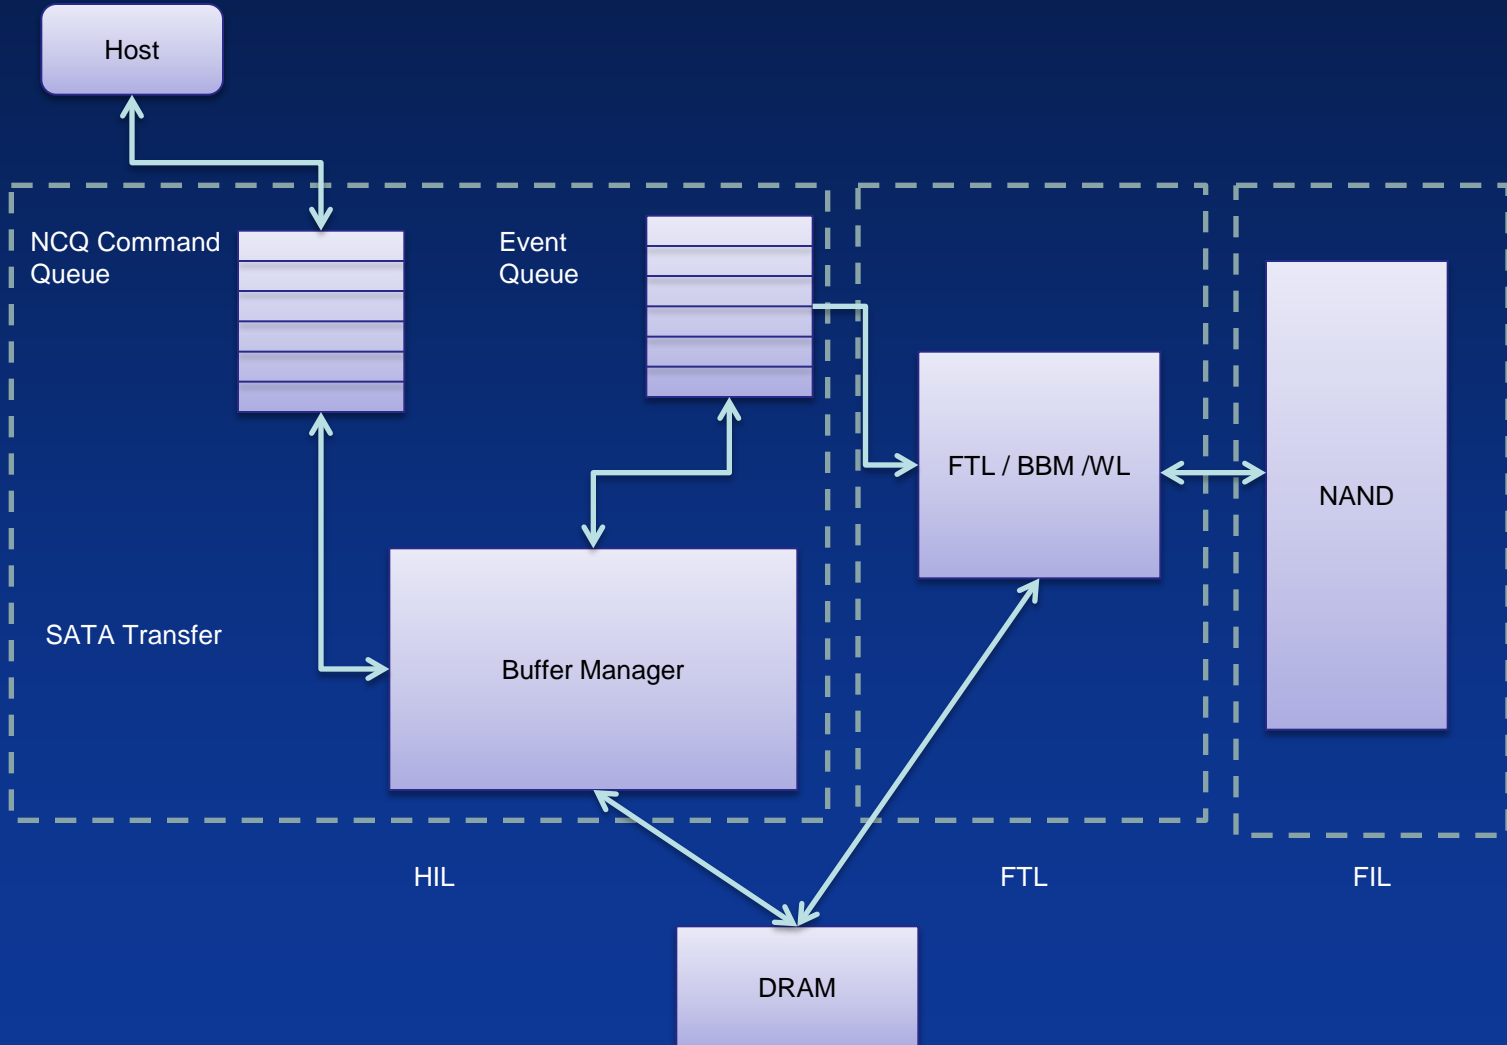 Host
NCQ Command
Queue
Event
Queue
FTL / BBM /WL
NAND
SATA Transfer
Buffer Manager
HIL
FTL
FIL
DRAM